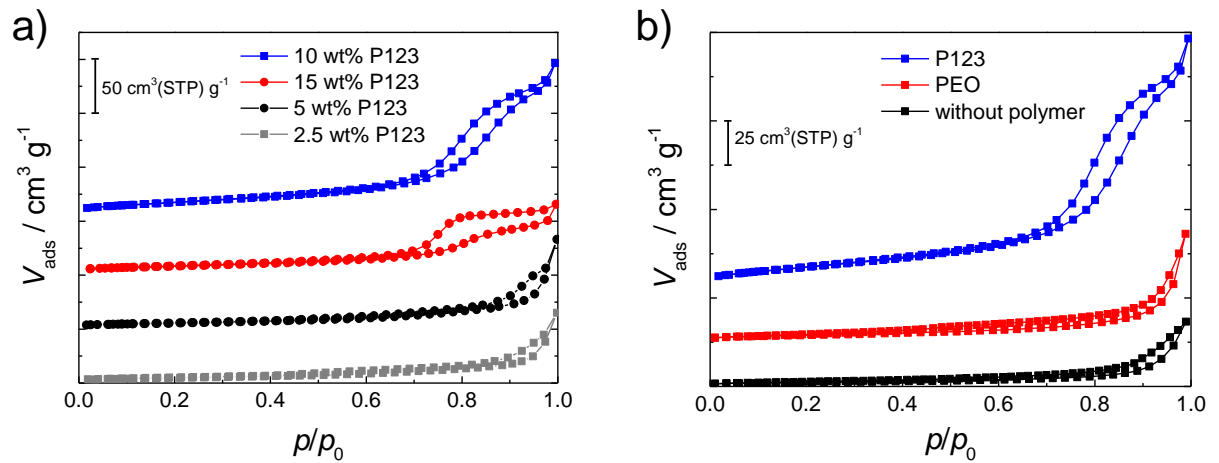 a)
50 cm³(STP) g⁻¹
10 wt% P123
15 wt% P123
5 wt% P123
2.5 wt% P123
V_ads / cm³ g⁻¹
0.0 0.2 0.4 0.6 0.8 1.0
p/p₀
b)
25 cm³(STP) g⁻¹
P123
PEO
without polymer
V_ads / cm³ g⁻¹
0.0 0.2 0.4 0.6 0.8 1.0
p/p₀